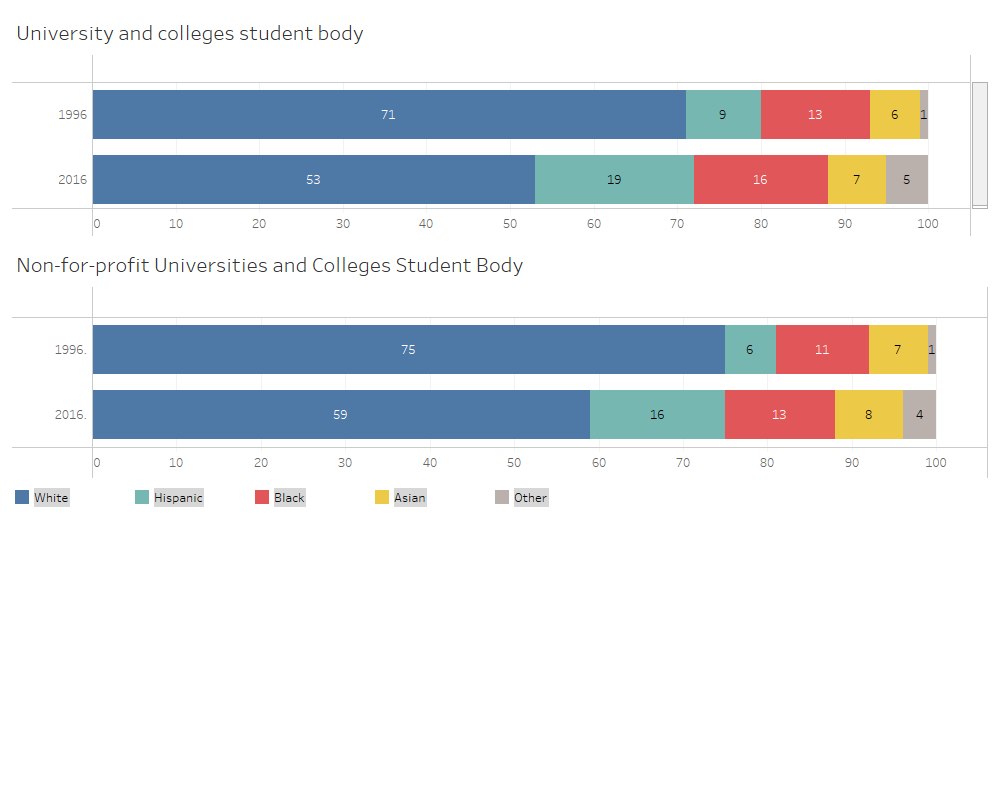 University and colleges student body
1996 71 9 13 6 1
2016 53 19 16 7 5
0 10 20 30 40 50 60 70 80 90 100
Non-for-profit Universities and Colleges Student Body
1996. 75 6 11 7 1
2016. 59 16 13 8 4
0 10 20 30 40 50 60 70 80 90 100
White Hispanic Black Asian Other